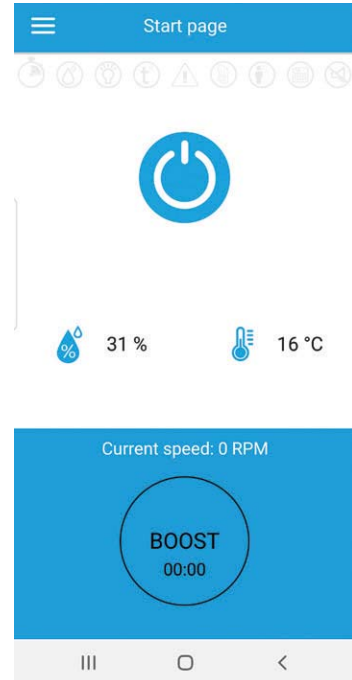 Start page
31 %
16 °C
Current speed: 0 RPM
BOOST
00:00